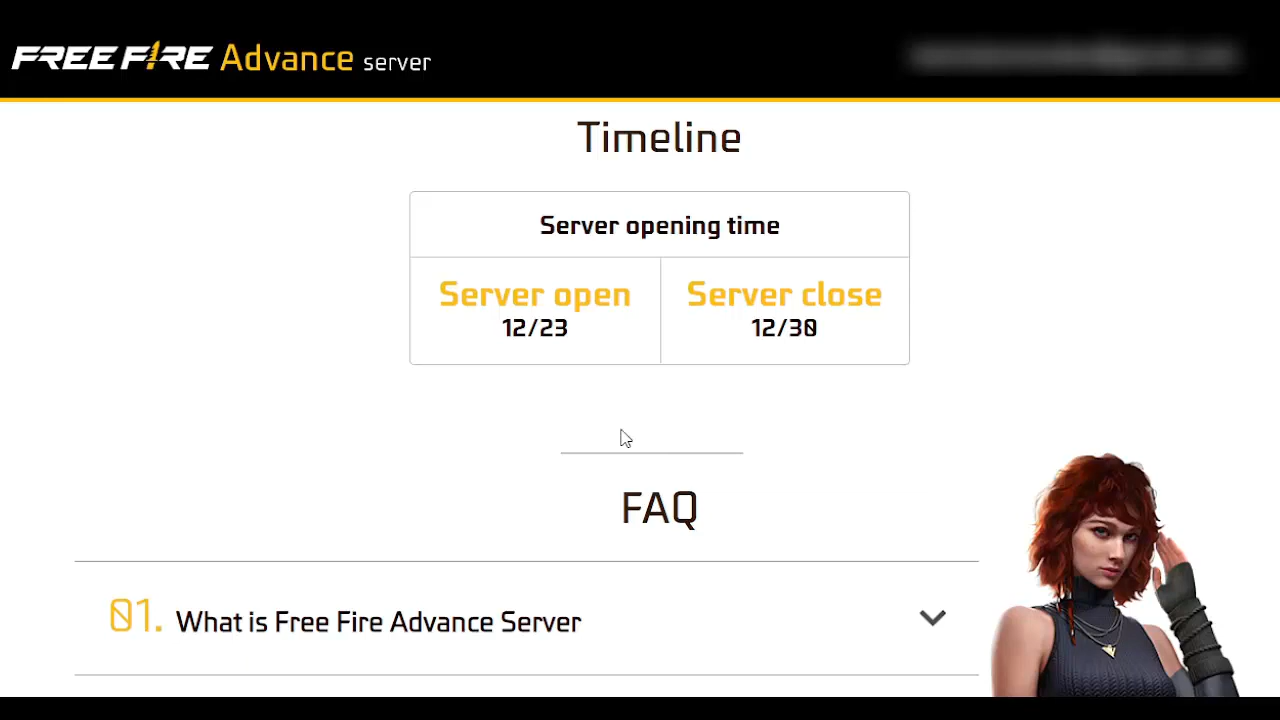 FREE FIRE Advance server
Timeline
Server opening time
Server open
Server close
12/23
12/30
FAQ
01. What is Free Fire Advance Server